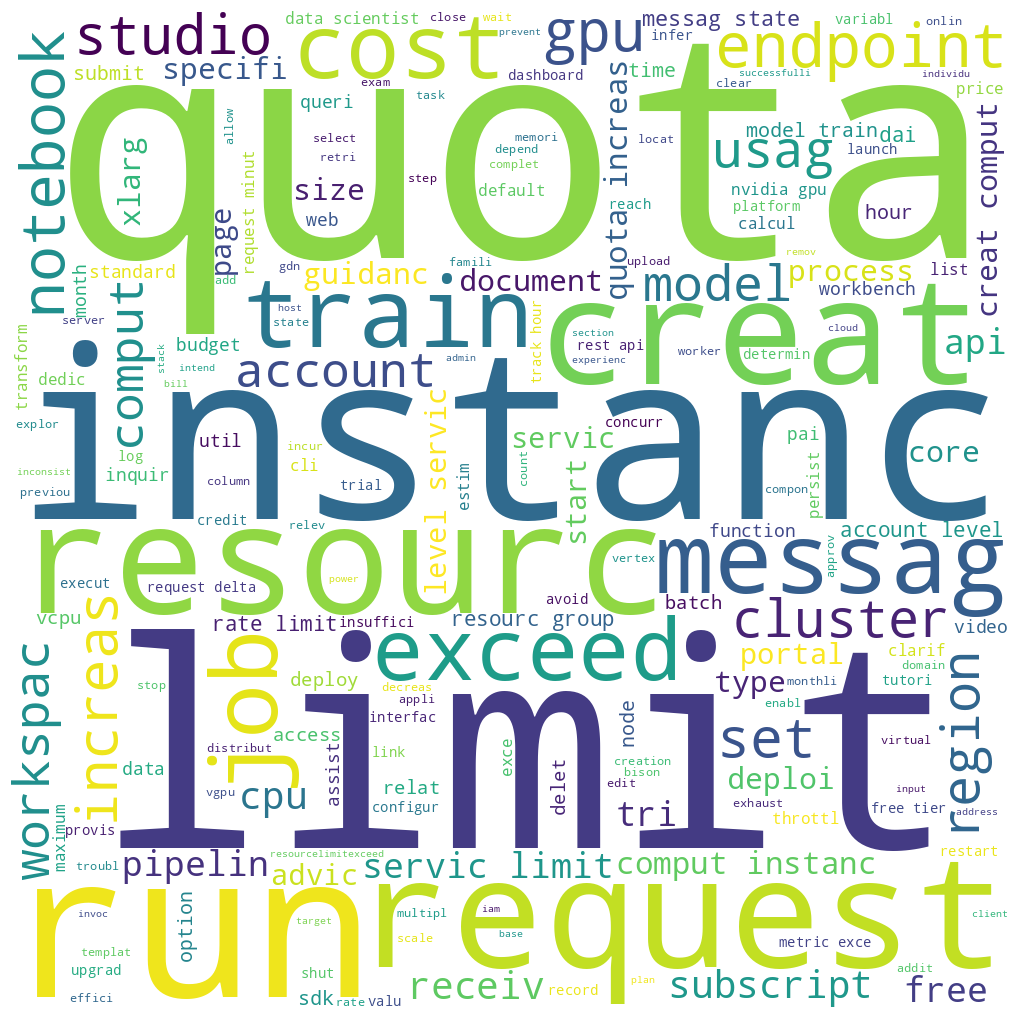 quota
instanc
limit
run
request
resourc
creat
train
messag
exceed
cost
studio
notebook
gpu
endpoint
usag
model
account
job
cluster
set
region
workspac
increas
comput
cpu
pipelin
servic limit
comput instanc
subscript
receiv
free
tri
type
deploi
portal
api
core
process
document
guidanc
size
specifi
page
xlarg
quota increas
creat comput
level servic
start
servic
advic
data scientist
close
wait
prevent
messag state
infer
variabl
onlin
submit
queri
exam
task
dashboard
time
successfulli
clear
individu
price
allow
select
retri
step
memori
depend
complet
default
locat
model train
dai
launch
nvidia gpu
platform
calcul
hour
web
request minut
reach
remov
month
standard
add
gdn
famili
upload
list
workbench
server
host
state
section
rest api
experienc
worker
determin
cloud
transform
dedic
budget
stack
intend
bill
admin
track hour
explor
log
inquir
util
incur
cli
concurr
pai
inconsist
previou
column
trial
estim
count
compon
persist
credit
relev
function
account level
approv
vertex
execut
request delta
power
avoid
batch
vcpu
rate limit
insuffici
resourc group
video
clarif
domain
tutori
stop
deploy
decreas
appli
monthli
enabl
interfac
distribut
access
link
exce
node
creation
bison
edit
virtual
data
vgpu
assist
relat
configur
delet
exhaust
free tier
input
address
provis
throttl
maximum
troubl
resourcelimitexceed
restart
invoc
option
target
multipl
iam
base
scale
metric exce
client
templat
upgrad
shut
addit
effici
sdk
rate
valu
record
plan